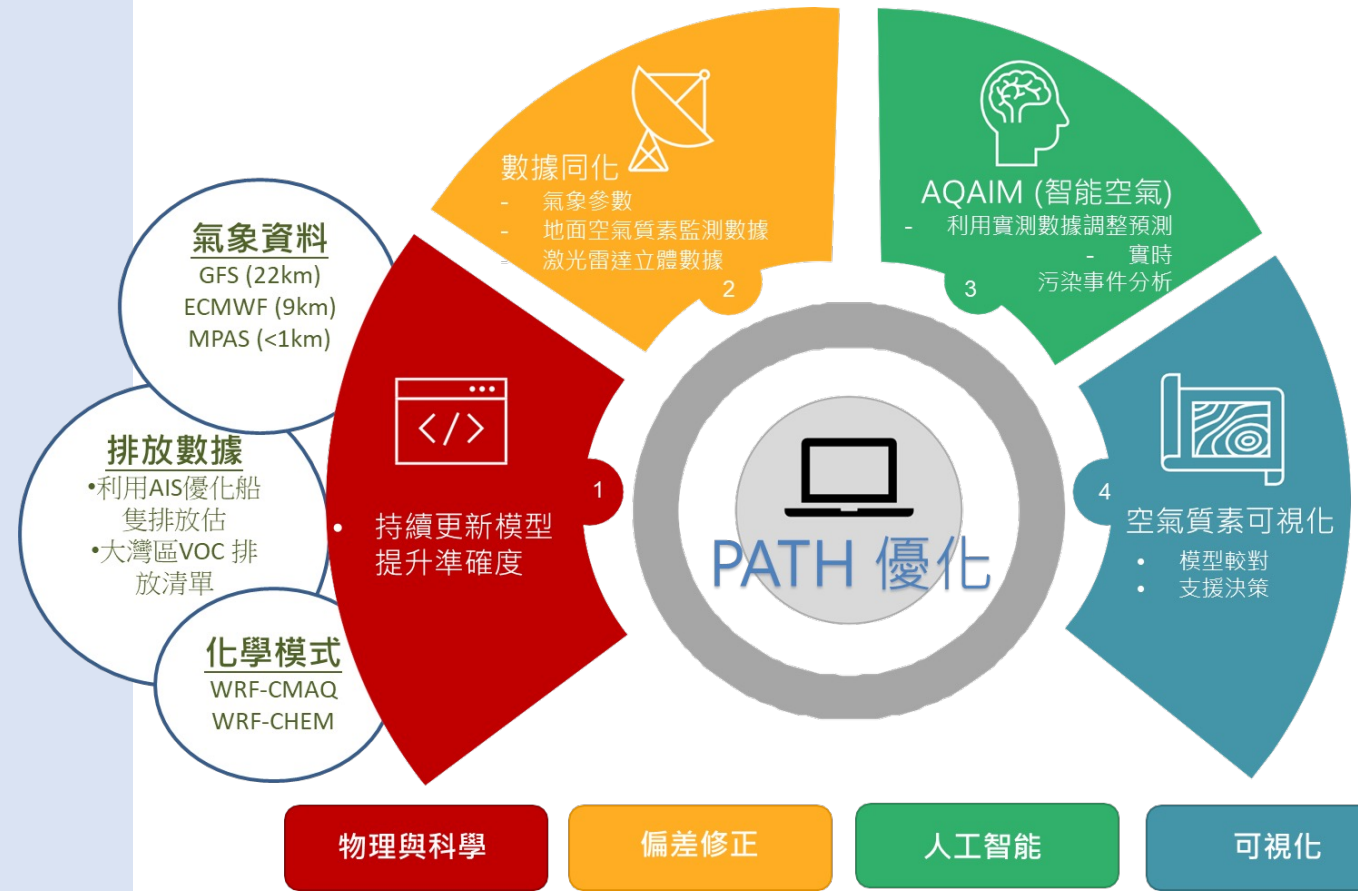 氣象資料
GFS (22km)
ECMWF (9km)
MPAS (<1km)
排放數據
•利用AIS優化船
隻排放估
•大灣區VOC 排
放清單
化學模式
WRF-CMAQ
WRF-CHEM
• 持續更新模型
提升準確度
1
數據同化
- 氣象參數
- 地面空氣質素監測數據
- 激光雷達立體數據
2
AQAIM (智能空氣)
- 利用實測數據調整預測
- 實時
污染事件分析
3
4
空氣質素可視化
• 模型較對
• 支援決策
PATH 優化
物理與科學
偏差修正
人工智能
可視化